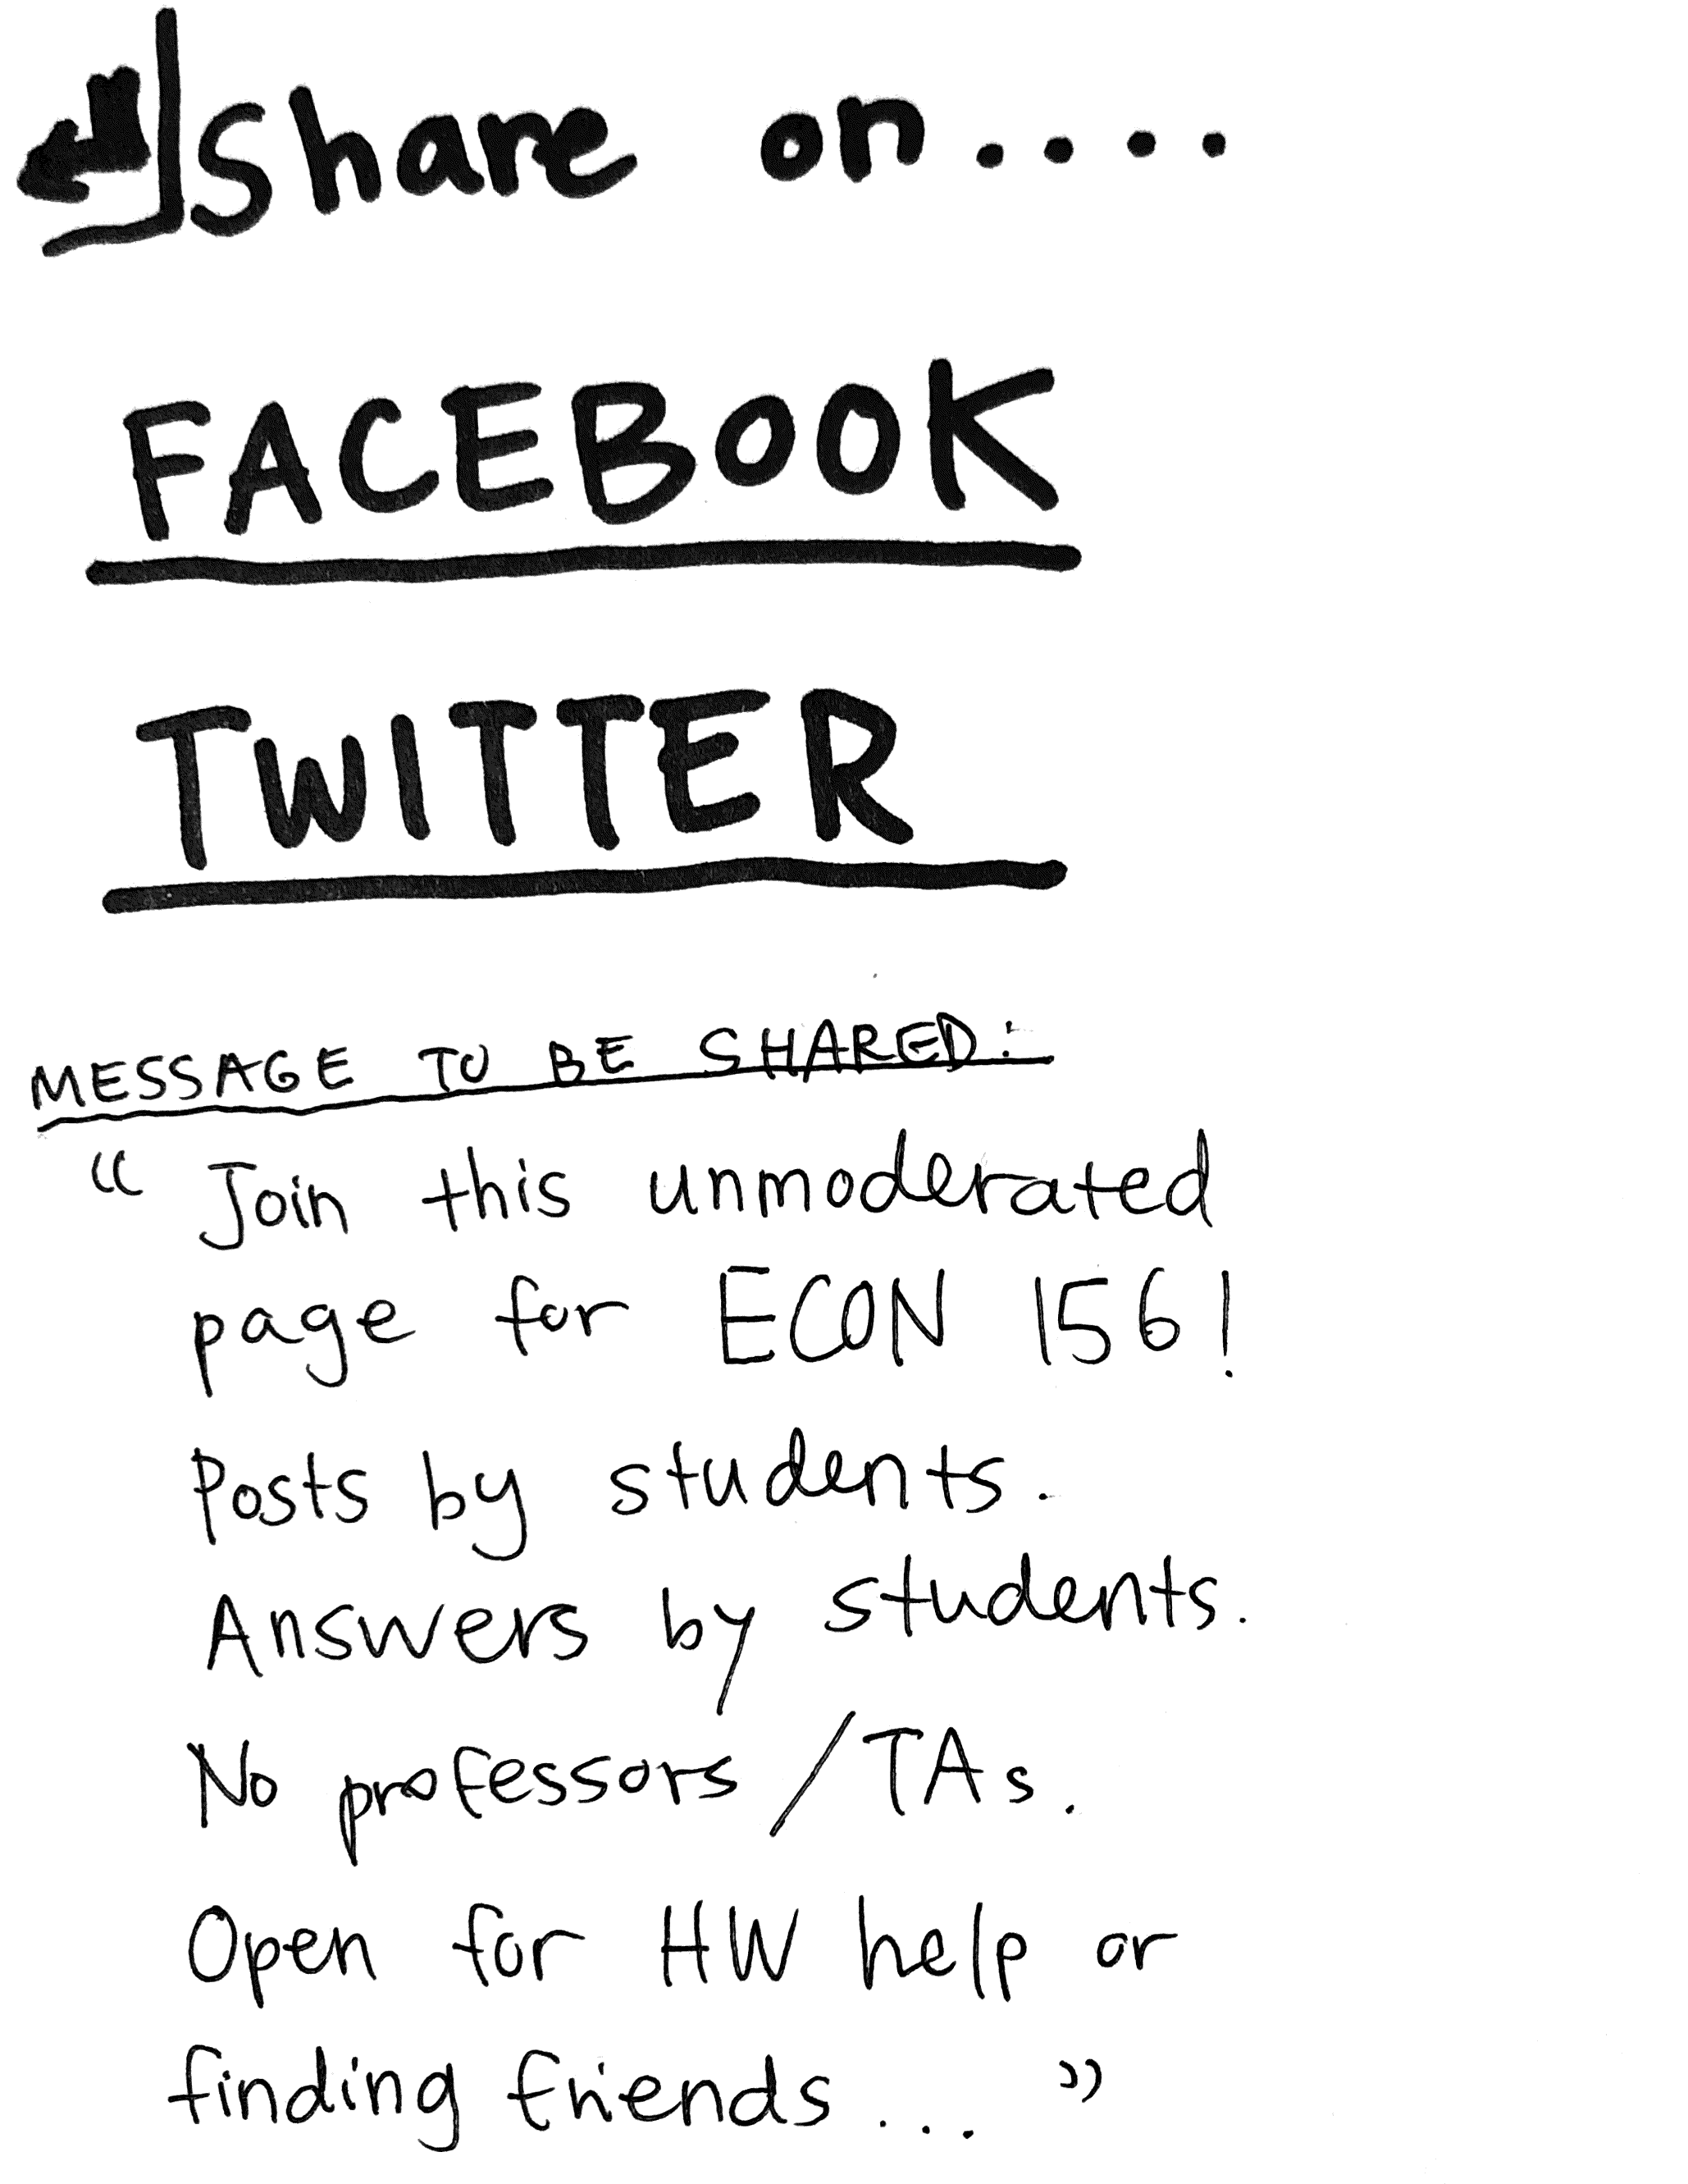 Share on....
FACEBOOK
TWITTER
MESSAGE TO BE SHARED:
“ Join this unmoderated
page for ECON 156!
Posts by students.
Answers by students.
No professors /TAs.
Open for HW help or
finding friends... ”